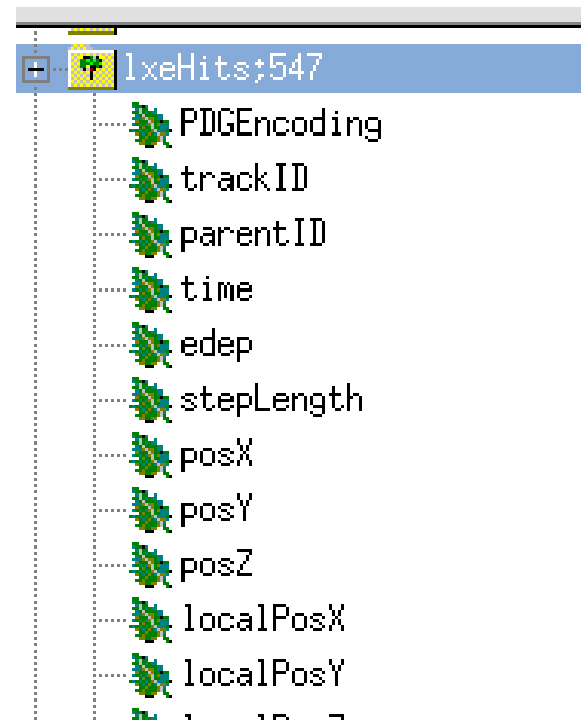 lxeHits;547
PDGEncoding
trackID
parentID
time
edep
stepLength
posX
posY
posZ
localPosX
localPosY